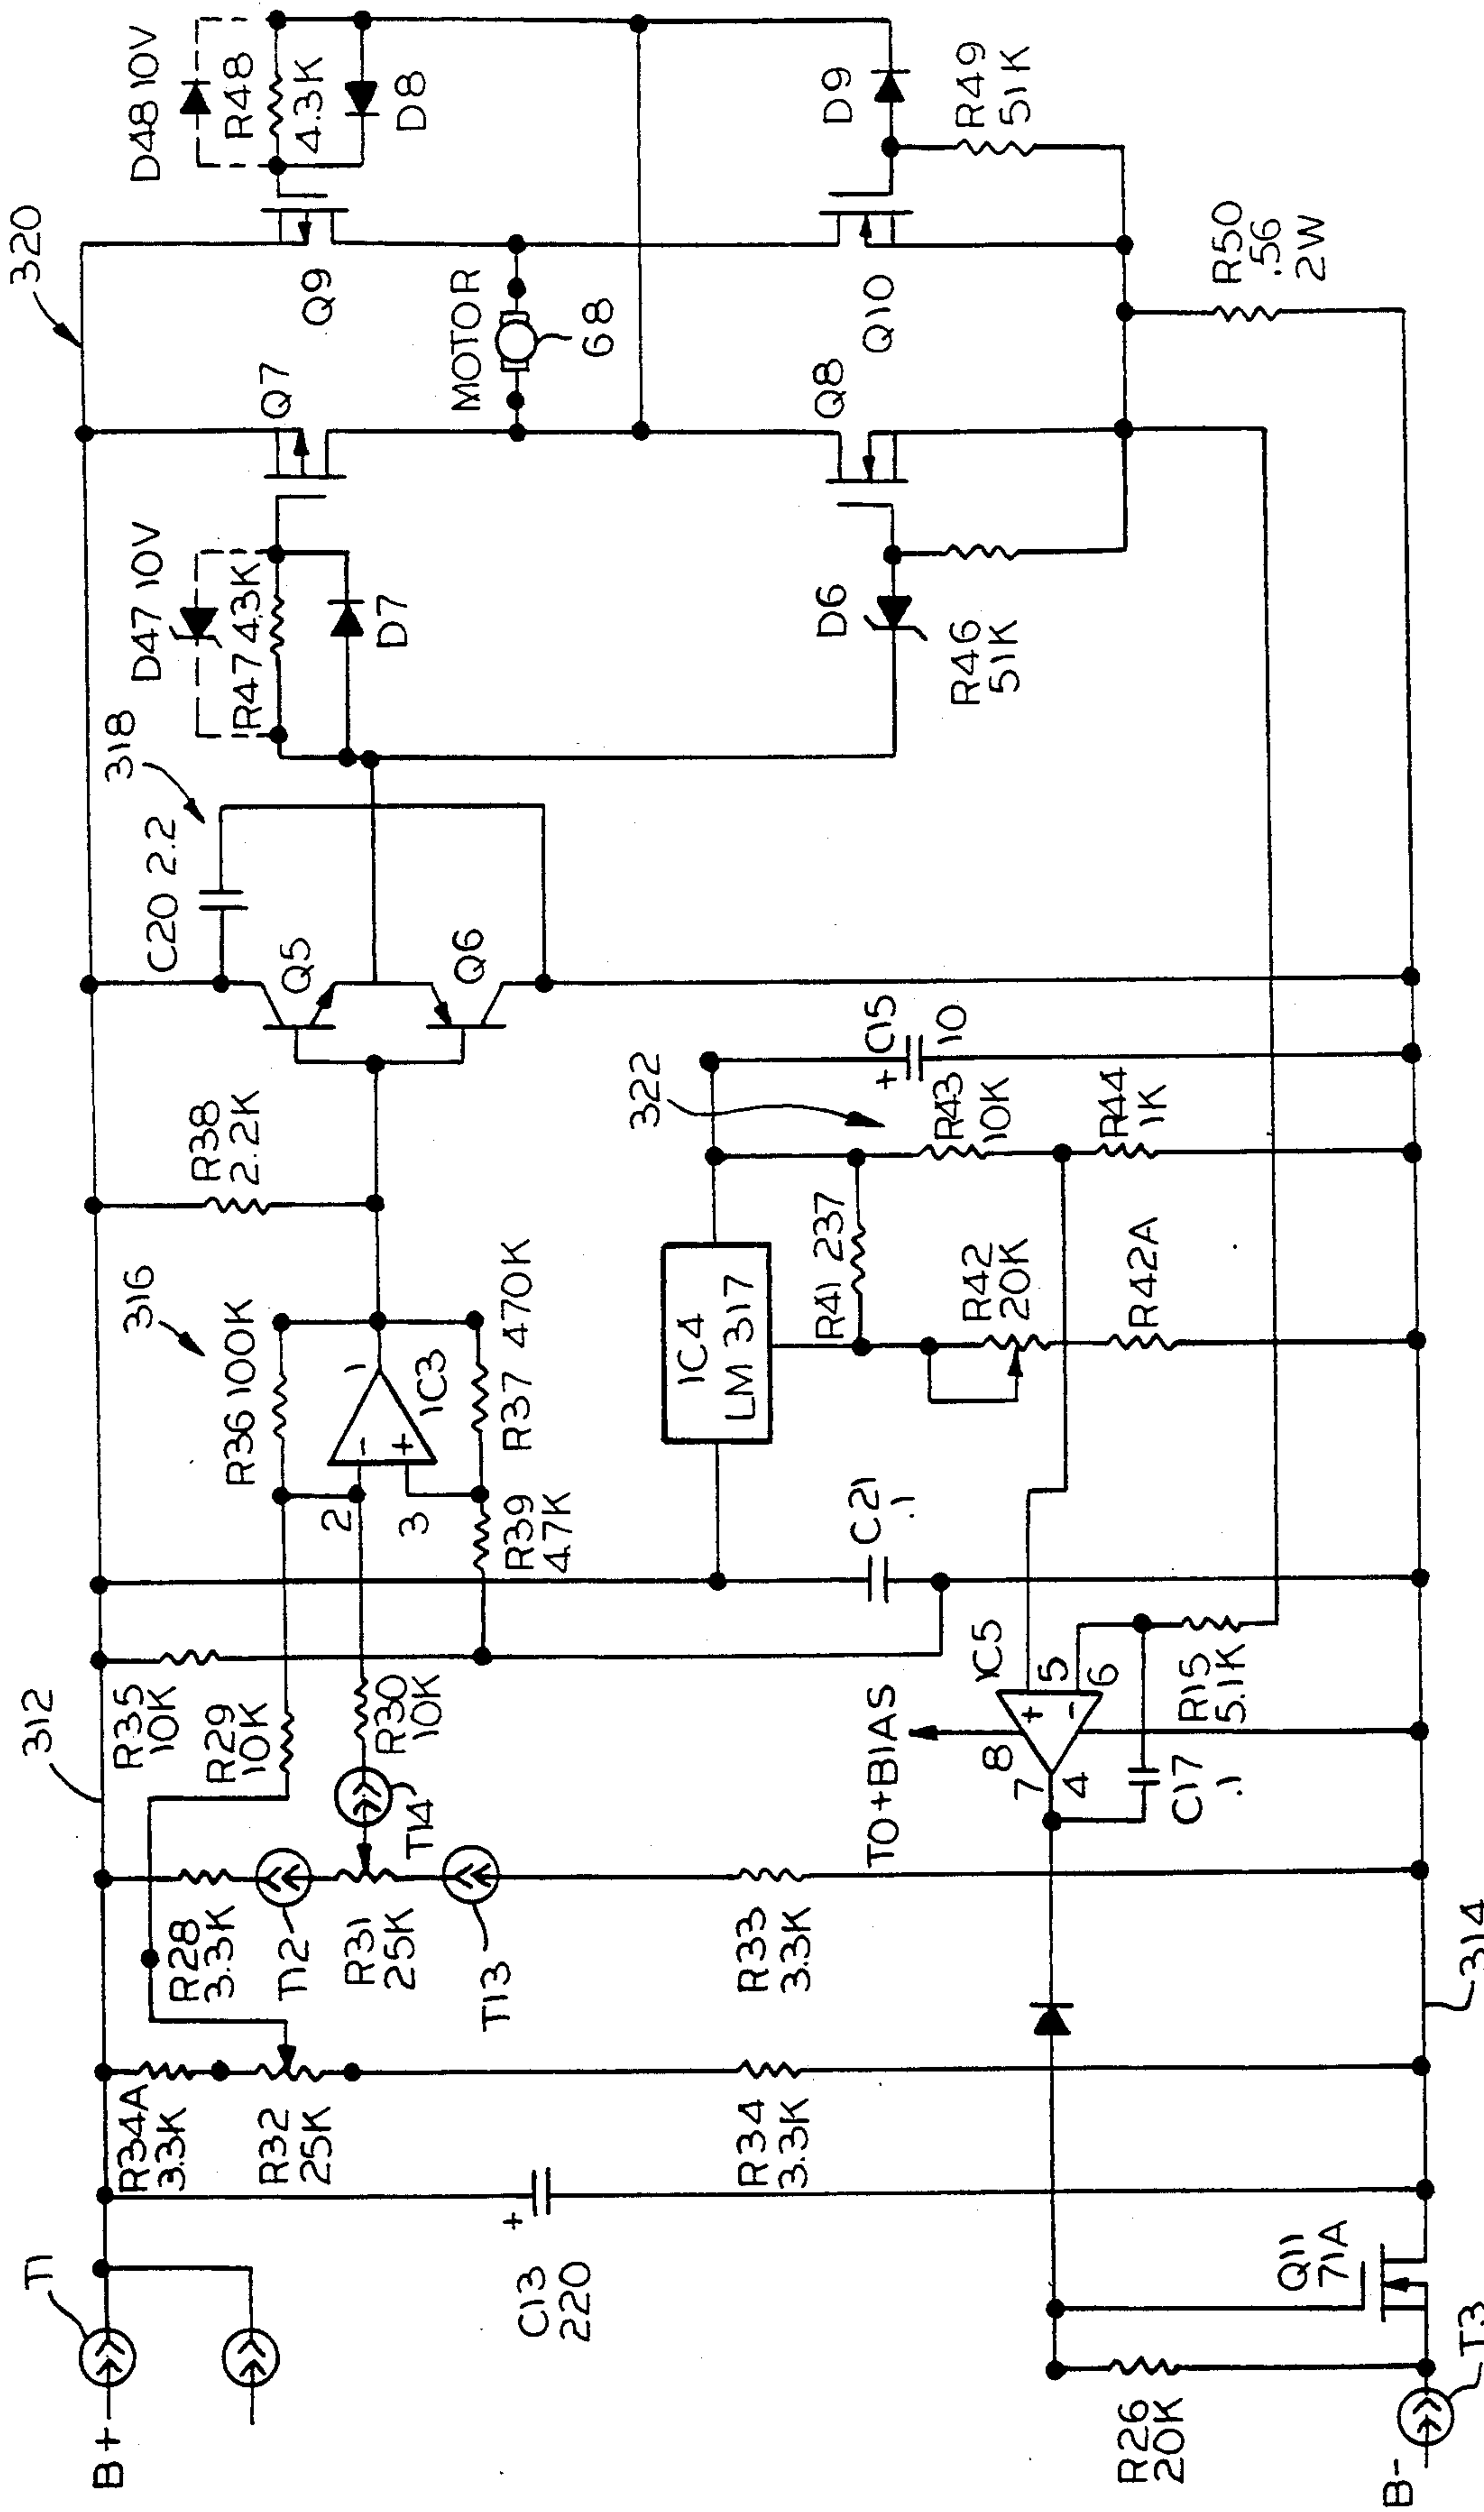 B+
T1
C13
220
R34A
3.3K
R32
25K
R34
3.3K
R28
3.3K
T12
R31
25K
T13
R33
3.3K
312
R35
10K
R29
10K
T14
R30
10K
316
R36 100K
2
3
-
+
1
IC3
R37 470K
R39
47K
R38
2.2K
C21
.1
IC4
LM 317
R41 237
R42
20K
R42A
322
R43
10K
R44
1K
C15
+
10
318
C20 2.2
Q5
Q6
D47 10V
R47 4.3K
D7
D6
R46
51K
320
Q7
Q8
MOTOR
68
Q9
Q10
D48 10V
R48
4.3K
D8
D9
R49
51K
R50
.56
2W
TO+BIAS
IC5
5
6
8
7
4
+
-
R15
5.1K
C17
.1
Q11
71A
R26
20K
314
T3
B-
+